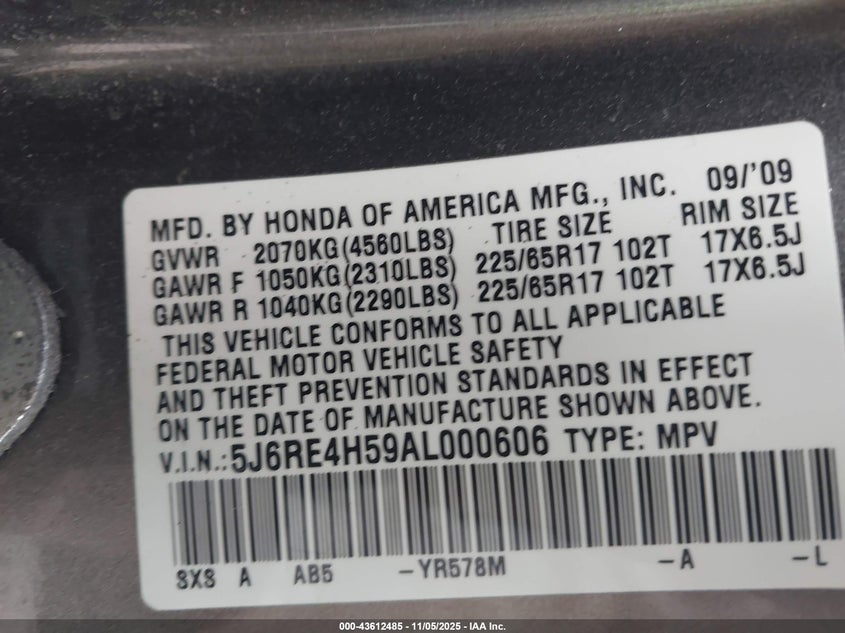 MFD. BY HONDA OF AMERICA MFG., INC. 09/'09
GVWR 2070KG(4560LBS) TIRE SIZE RIM SIZE
GAWR F 1050KG(2310LBS) 225/65R17 102T 17X6.5J
GAWR R 1040KG(2290LBS) 225/65R17 102T 17X6.5J
THIS VEHICLE CONFORMS TO ALL APPLICABLE
FEDERAL MOTOR VEHICLE SAFETY
AND THEFT PREVENTION STANDARDS IN EFFECT
ON THE DATE OF MANUFACTURE SHOWN ABOVE.
V.I.N.:5J6RE4H59AL000606 TYPE: MPV
SXS A AB5 -YR578M -A -L
000-43612485 - 11/05/2025 - IAA Inc.